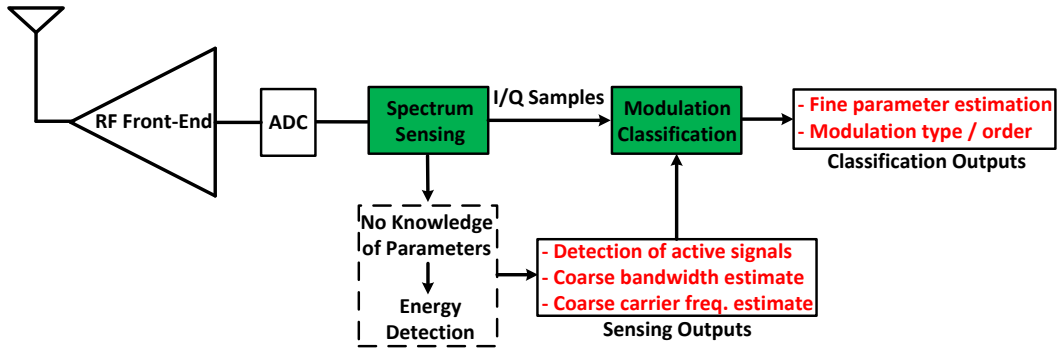 RF Front-End
ADC
Spectrum
Sensing
I/Q Samples
Modulation
Classification
- Fine parameter estimation
- Modulation type / order
Classification Outputs
No Knowledge
of Parameters
Energy
Detection
- Detection of active signals
- Coarse bandwidth estimate
- Coarse carrier freq. estimate
Sensing Outputs